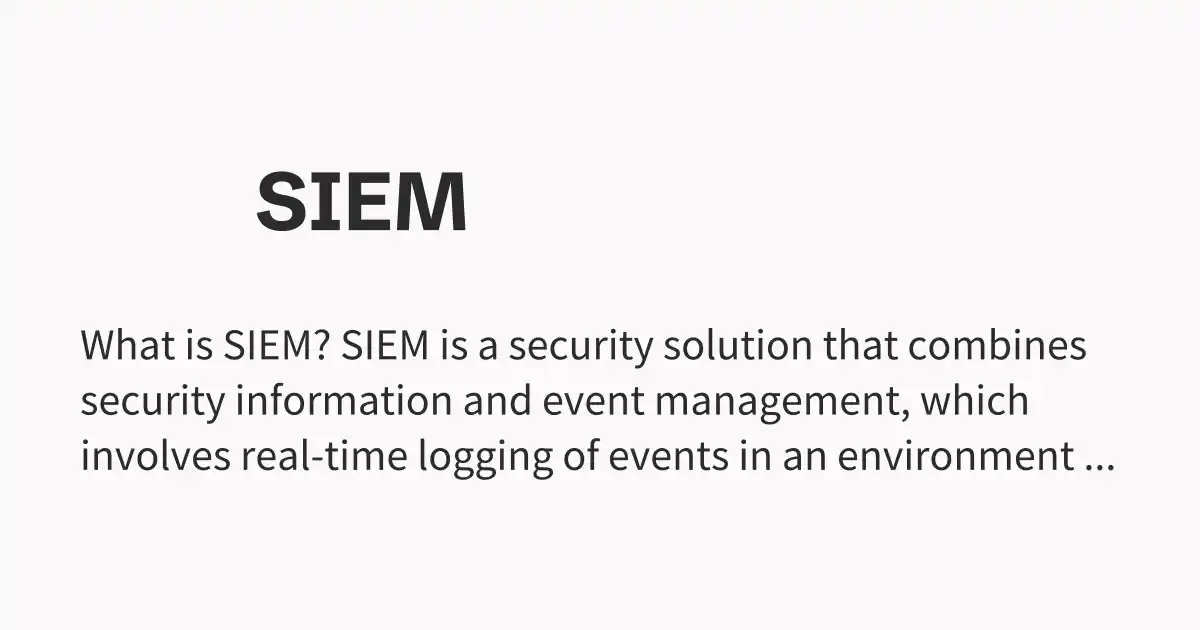 SIEM
What is SIEM? SIEM is a security solution that combines
security information and event management, which
involves real-time logging of events in an environment ...